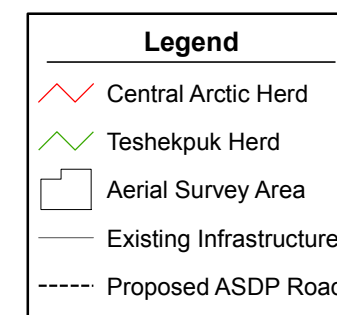 Legend
Central Arctic Herd
Teshekpuk Herd
Aerial Survey Area
Existing Infrastructure
Proposed ASDP Road